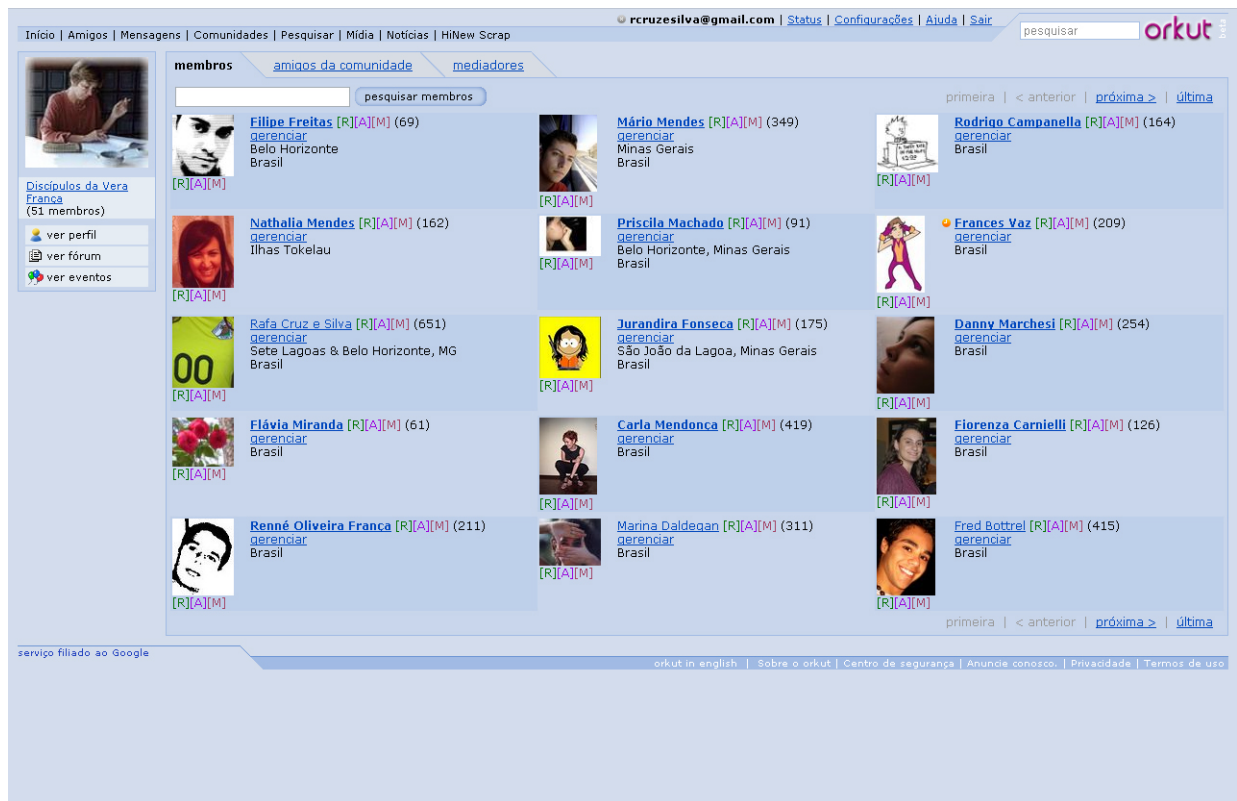 rcruzesilva@gmail.com | Status | Configurações | Ajuda | Sair
pesquisar
orkut
beta
Início | Amigos | Mensagens | Comunidades | Pesquisar | Mídia | Notícias | HiNew Scrap
Discípulos da Vera
França
(51 membros)
ver perfil
ver fórum
ver eventos
membros
amigos da comunidade
mediadores
pesquisar membros
primeira | < anterior | próxima > | última
Filipe Freitas [R][A][M] (69)
gerenciar
Belo Horizonte
Brasil
[R][A][M]
Mário Mendes [R][A][M] (349)
gerenciar
Minas Gerais
Brasil
[R][A][M]
Rodrigo Campanella [R][A][M] (164)
gerenciar
Brasil
[R][A][M]
Nathalia Mendes [R][A][M] (162)
gerenciar
Ilhas Tokelau
[R][A][M]
Priscila Machado [R][A][M] (91)
gerenciar
Belo Horizonte, Minas Gerais
Brasil
[R][A][M]
Frances Vaz [R][A][M] (209)
gerenciar
Brasil
[R][A][M]
Rafa Cruz e Silva [R][A][M] (651)
gerenciar
Sete Lagoas & Belo Horizonte, MG
Brasil
00
[R][A][M]
Jurandira Fonseca [R][A][M] (175)
gerenciar
São João da Lagoa, Minas Gerais
Brasil
[R][A][M]
Danny Marchesi [R][A][M] (254)
gerenciar
Brasil
[R][A][M]
Flávia Miranda [R][A][M] (61)
gerenciar
Brasil
[R][A][M]
Carla Mendonça [R][A][M] (419)
gerenciar
Brasil
[R][A][M]
Fiorenza Carnielli [R][A][M] (126)
gerenciar
Brasil
[R][A][M]
Renné Oliveira França [R][A][M] (211)
gerenciar
Brasil
[R][A][M]
Marina Daldegan [R][A][M] (311)
gerenciar
Brasil
[R][A][M]
Fred Bottrel [R][A][M] (415)
gerenciar
Brasil
[R][A][M]
primeira | < anterior | próxima > | última
serviço filiado ao Google
orkut in english | Sobre o orkut | Centro de segurança | Anuncie conosco. | Privacidade | Termos de uso